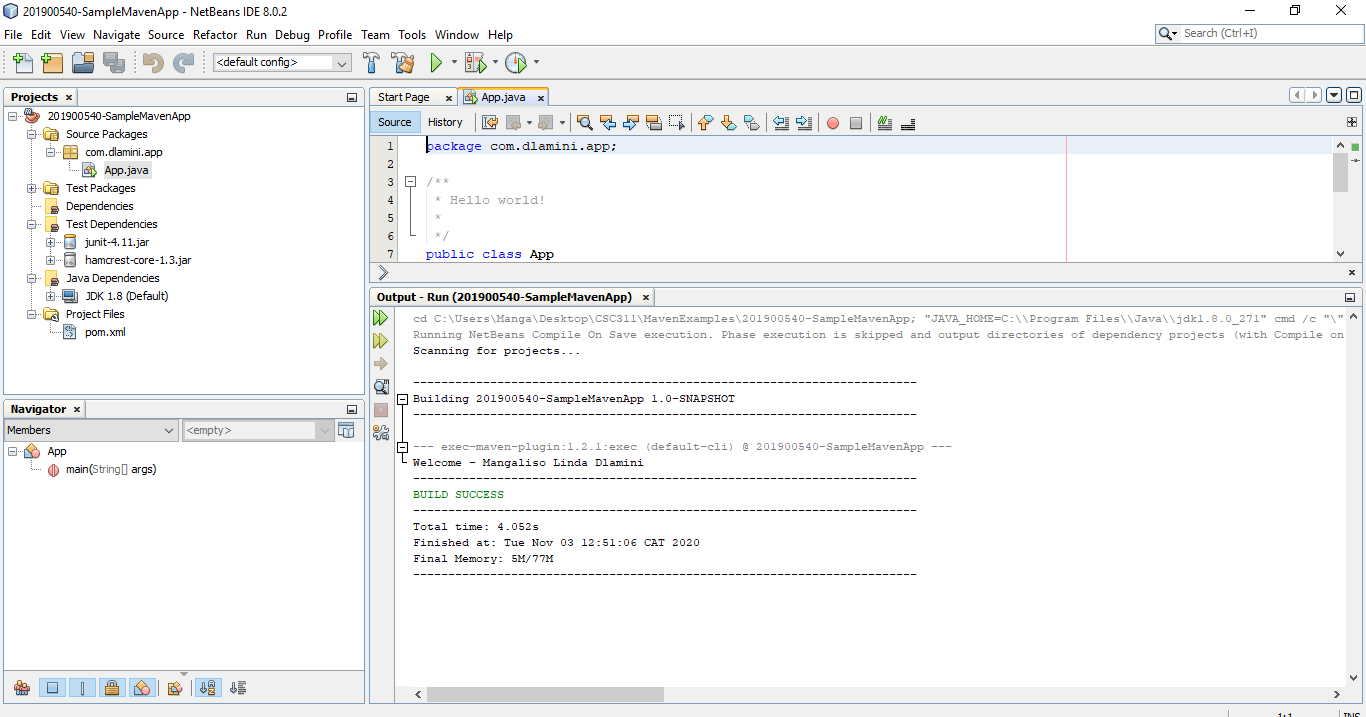 201900540-SampleMavenApp - NetBeans IDE 8.0.2
File Edit View Navigate Source Refactor Run Debug Profile Team Tools Window Help
Search (Ctrl+I)
<default config>
Projects
201900540-SampleMavenApp
Source Packages
com.dlamini.app
App.java
Test Packages
Dependencies
Test Dependencies
junit-4.11.jar
hamcrest-core-1.3.jar
Java Dependencies
JDK 1.8 (Default)
Project Files
pom.xml
Navigator
Members <empty>
App
main(String[] args)
Start Page App.java
Source History
1 package com.dlamini.app;
2
3 /**
4 * Hello world!
5 *
6 */
7 public class App
Output - Run (201900540-SampleMavenApp)
cd C:\Users\Manga\Desktop\CSC311\MavenExamples\201900540-SampleMavenApp; "JAVA_HOME=C:\\Program Files\\Java\\jdk1.8.0_271" cmd /c "\"
Running NetBeans Compile On Save execution. Phase execution is skipped and output directories of dependency projects (with Compile on
Scanning for projects...
------------------------------------------------------------------------
Building 201900540-SampleMavenApp 1.0-SNAPSHOT
------------------------------------------------------------------------
--- exec-maven-plugin:1.2.1:exec (default-cli) @ 201900540-SampleMavenApp ---
Welcome - Mangaliso Linda Dlamini
------------------------------------------------------------------------
BUILD SUCCESS
------------------------------------------------------------------------
Total time: 4.052s
Finished at: Tue Nov 03 12:51:06 CAT 2020
Final Memory: 5M/77M
------------------------------------------------------------------------
1:1 INS